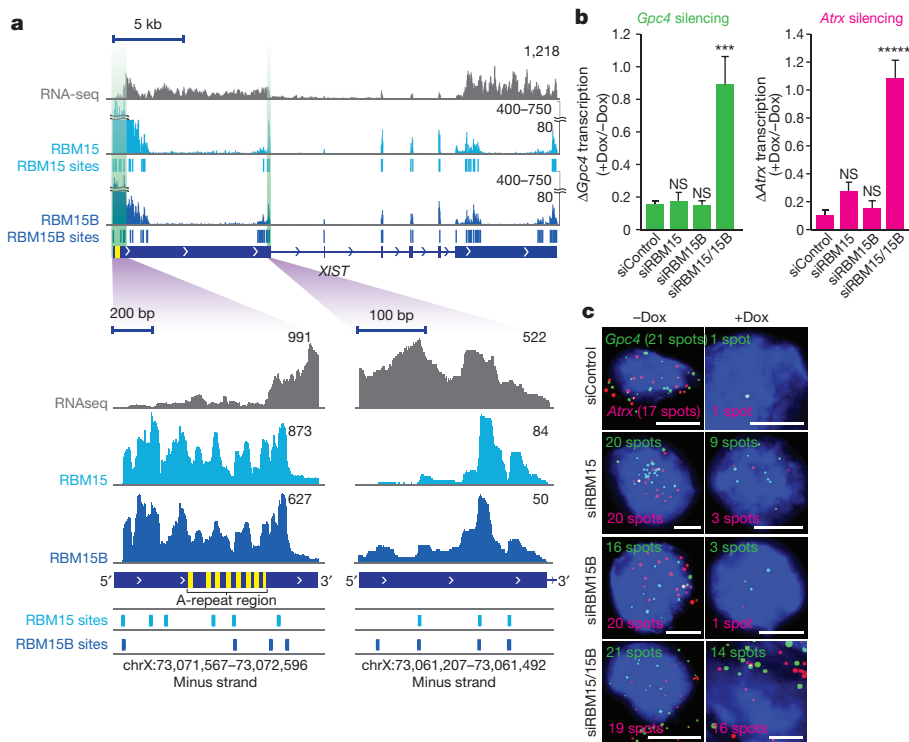 a
5 kb
1,218
RNA-seq
400–750
80
RBM15
RBM15 sites
400–750
80
RBM15B
RBM15B sites
XIST
200 bp
100 bp
991
522
RNAseq
873
84
RBM15
627
50
RBM15B
5′ 3′ 5′ 3′
A-repeat region
RBM15 sites
RBM15B sites
chrX:73,071,567–73,072,596
Minus strand
chrX:73,061,207–73,061,492
Minus strand
b
Gpc4 silencing
ΔGpc4 transcription
(+Dox/−Dox)
1.2
1.0
0.8
0.6
0.4
0.2
0
NS
NS
***
siControl
siRBM15
siRBM15B
siRBM15/15B
Atrx silencing
ΔAtrx transcription
(+Dox/−Dox)
1.4
1.2
1.0
0.8
0.6
0.4
0.2
0
NS
NS
*****
siControl
siRBM15
siRBM15B
siRBM15/15B
c
−Dox
+Dox
siControl
Gpc4 (21 spots)
1 spot
Atrx (17 spots)
1 spot
siRBM15
20 spots
9 spots
20 spots
3 spots
siRBM15B
16 spots
3 spots
20 spots
1 spot
siRBM15/15B
21 spots
14 spots
19 spots
16 spots